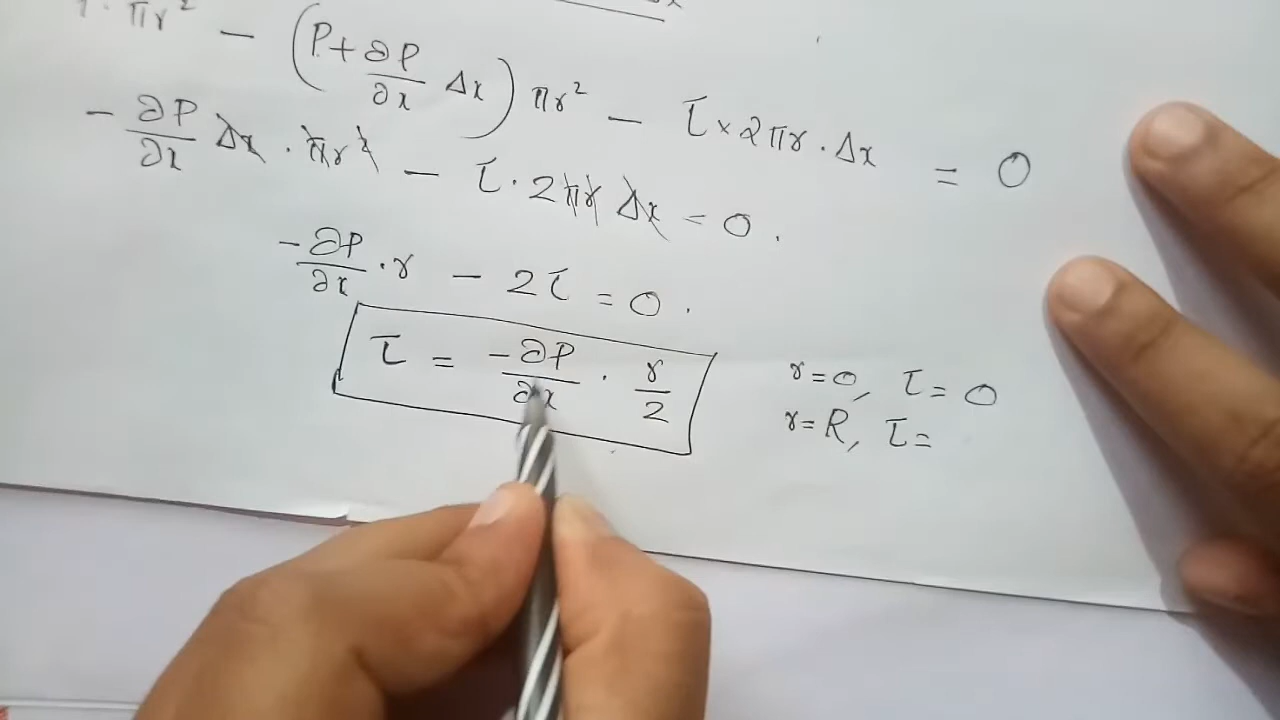 P · πr² − (P + ∂P/∂x Δx) πr² − τ × 2πr · Δx = 0
− ∂P/∂x Δx · πr² − τ · 2πr Δx = 0 .
− ∂P/∂x · r − 2τ = 0 .
τ = − ∂P/∂x · r/2
r = 0, τ = 0
r = R, τ =